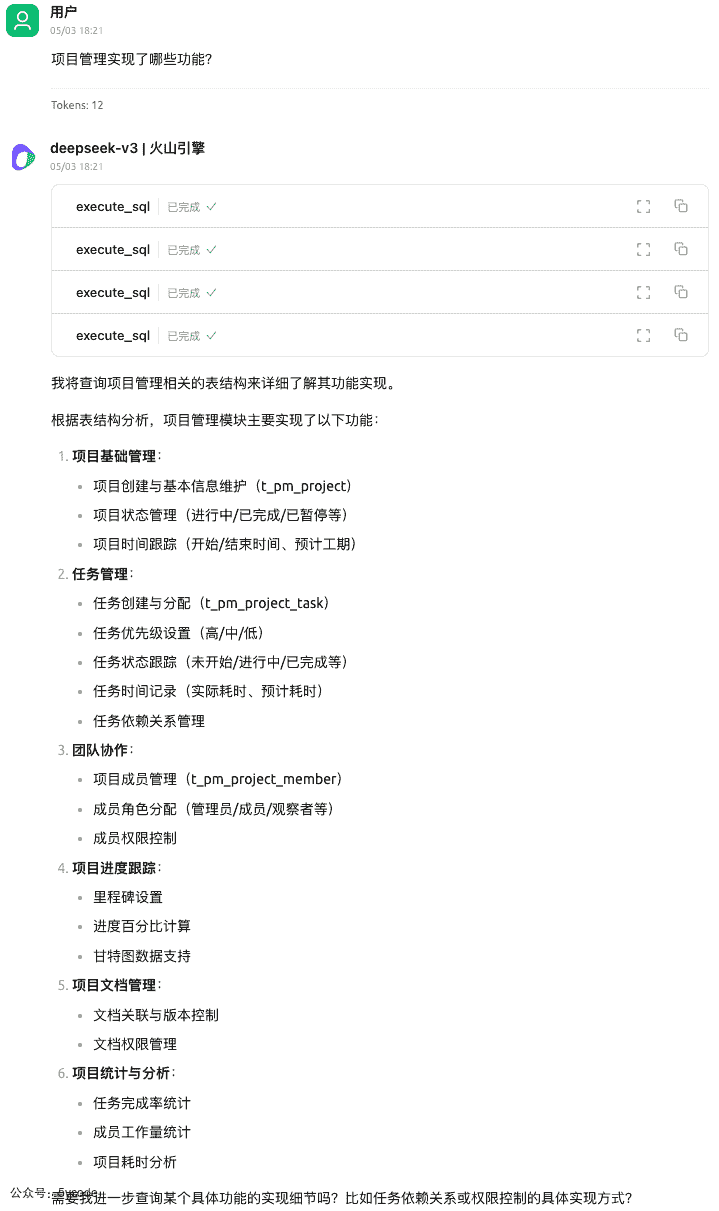 用户
05/03 18:21
项目管理实现了哪些功能？
Tokens: 12
deepseek-v3 | 火山引擎
05/03 18:21
execute_sql 已完成 ✓
execute_sql 已完成 ✓
execute_sql 已完成 ✓
execute_sql 已完成 ✓
我将查询项目管理相关的表结构来详细了解其功能实现。
根据表结构分析，项目管理模块主要实现了以下功能：
1. 项目基础管理：
• 项目创建与基本信息维护（t_pm_project）
• 项目状态管理（进行中/已完成/已暂停等）
• 项目时间跟踪（开始/结束时间、预计工期）
2. 任务管理：
• 任务创建与分配（t_pm_project_task）
• 任务优先级设置（高/中/低）
• 任务状态跟踪（未开始/进行中/已完成等）
• 任务时间记录（实际耗时、预计耗时）
• 任务依赖关系管理
3. 团队协作：
• 项目成员管理（t_pm_project_member）
• 成员角色分配（管理员/成员/观察者等）
• 成员权限控制
4. 项目进度跟踪：
• 里程碑设置
• 进度百分比计算
• 甘特图数据支持
5. 项目文档管理：
• 文档关联与版本控制
• 文档权限管理
6. 项目统计与分析：
• 任务完成率统计
• 成员工作量统计
• 项目耗时分析
需要我进一步查询某个具体功能的实现细节吗？比如任务依赖关系或权限控制的具体实现方式？
公众号：